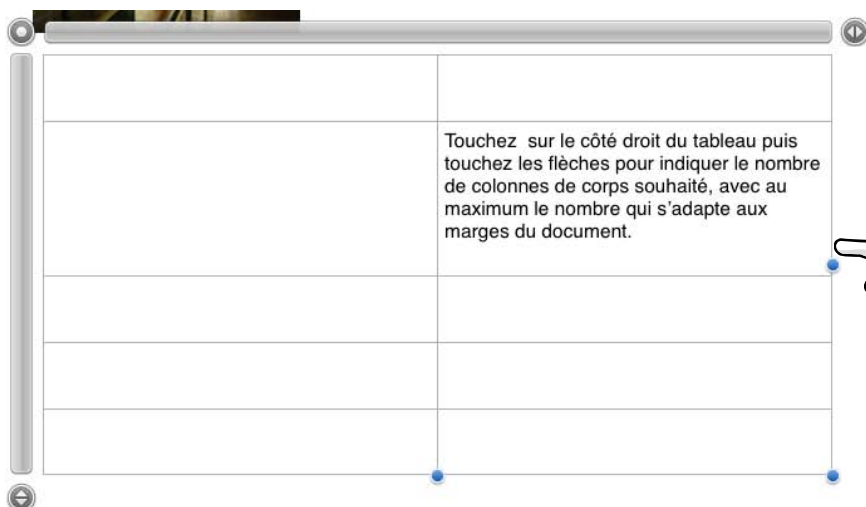 Touchez  sur le côté droit du tableau puis
touchez les flèches pour indiquer le nombre
de colonnes de corps souhaité, avec au
maximum le nombre qui s’adapte aux
marges du document.